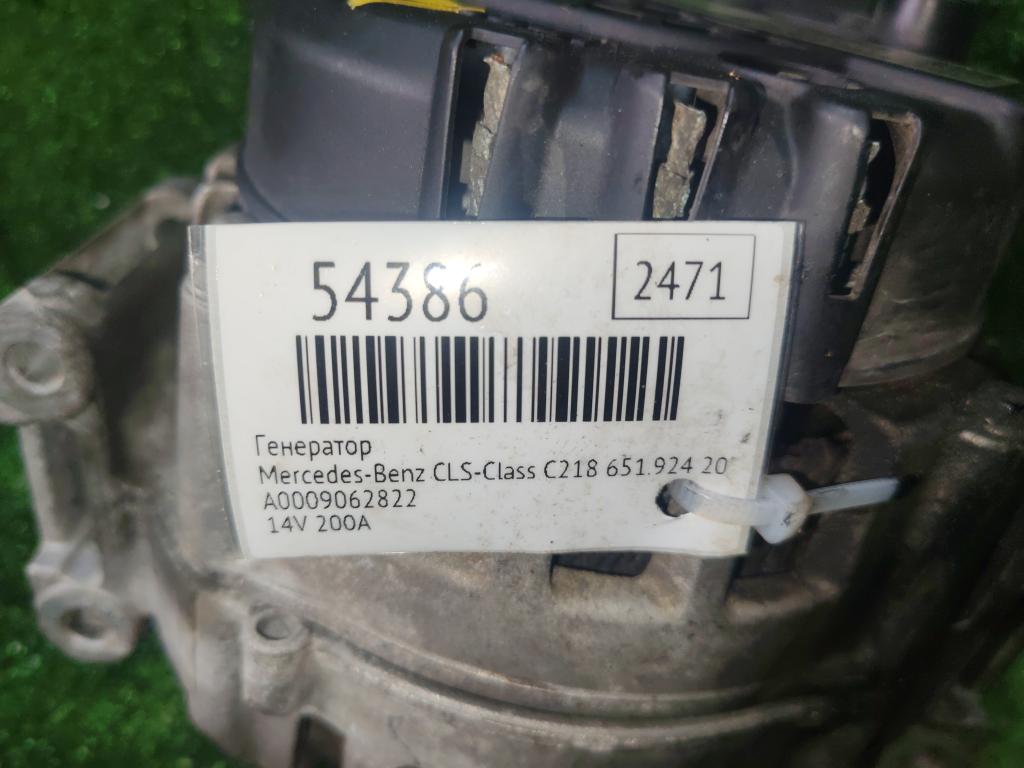 54386
2471
Генератор
Mercedes-Benz CLS-Class C218 651.924 20
A0009062822
14V 200A